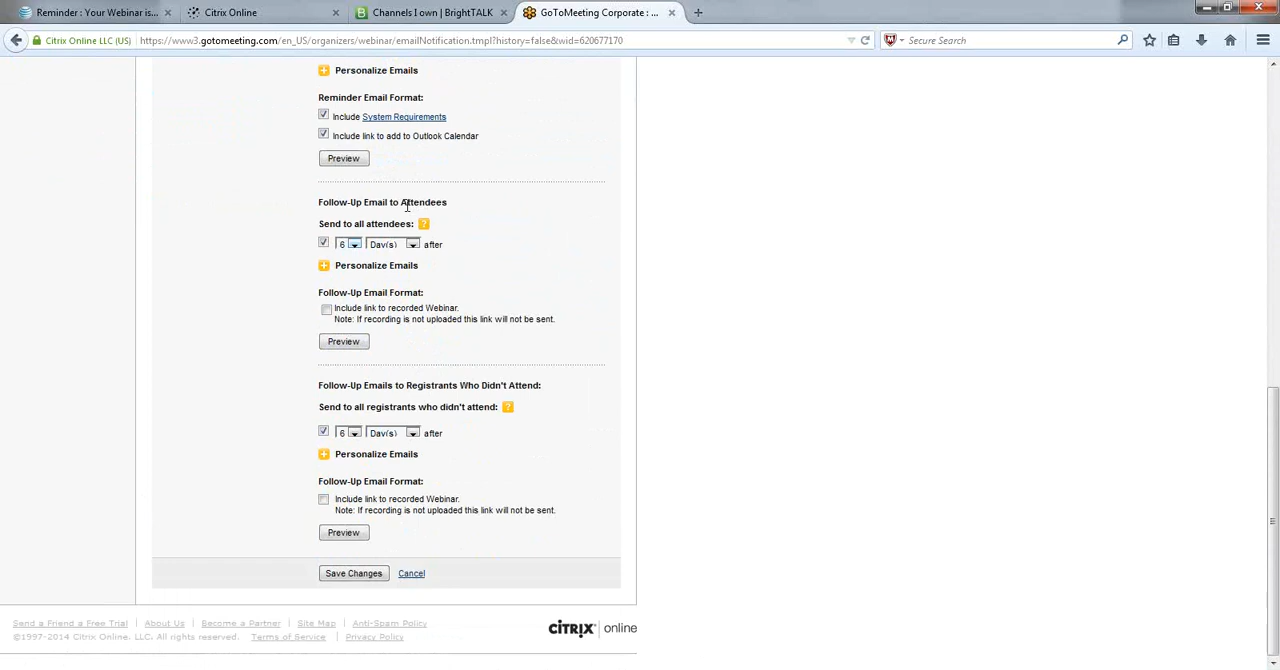 Reminder : Your Webinar is...
Citrix Online
Channels I own | BrightTALK
GoToMeeting Corporate : ...
Citrix Online LLC (US)
https://www3.gotomeeting.com/en_US/organizers/webinar/emailNotification.tmpl?history=false&wid=620677170
Secure Search
Personalize Emails
Reminder Email Format:
Include System Requirements
Include link to add to Outlook Calendar
Preview
Follow-Up Email to Attendees
Send to all attendees: ?
6 Day(s) after
Personalize Emails
Follow-Up Email Format:
Include link to recorded Webinar.
Note: If recording is not uploaded this link will not be sent.
Preview
Follow-Up Emails to Registrants Who Didn't Attend:
Send to all registrants who didn't attend: ?
6 Day(s) after
Personalize Emails
Follow-Up Email Format:
Include link to recorded Webinar.
Note: If recording is not uploaded this link will not be sent.
Preview
Save Changes Cancel
Send a Friend a Free Trial | About Us | Become a Partner | Site Map | Anti-Spam Policy
©1997-2014 Citrix Online, LLC. All rights reserved. Terms of Service | Privacy Policy
CITRIX | online